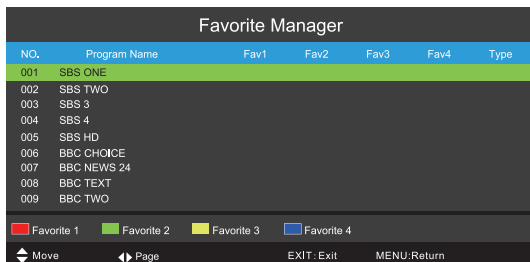 Favorite Manager
NO. Program Name Fav1 Fav2 Fav3 Fav4 Type
001 SBS ONE
002 SBS TWO
003 SBS 3
004 SBS 4
005 SBS HD
006 BBC CHOICE
007 BBC NEWS 24
008 BBC TEXT
009 BBC TWO
Favorite 1 Favorite 2 Favorite 3 Favorite 4
Move Page EXIT: Exit MENU:Return